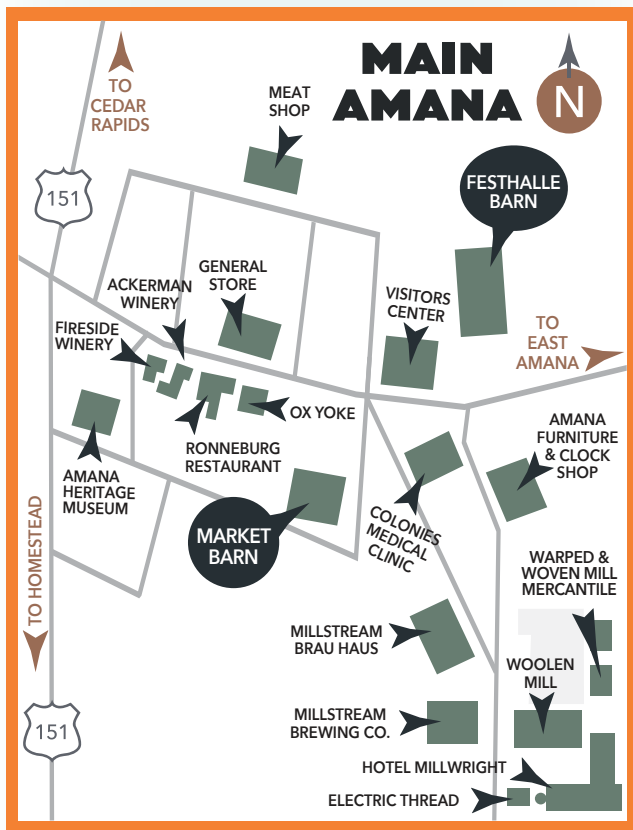 MAIN
AMANA
N
TO
CEDAR
RAPIDS
MEAT
SHOP
151
FESTHALLE
BARN
ACKERMAN
WINERY
GENERAL
STORE
VISITORS
CENTER
FIRESIDE
WINERY
TO
EAST
AMANA
OX YOKE
AMANA
FURNITURE
& CLOCK
SHOP
RONNEBURG
RESTAURANT
AMANA
HERITAGE
MUSEUM
COLONIES
MEDICAL
CLINIC
MARKET
BARN
TO HOMESTEAD
WARPED &
WOVEN MILL
MERCANTILE
MILLSTREAM
BRAU HAUS
WOOLEN
MILL
MILLSTREAM
BREWING CO.
151
HOTEL MILLWRIGHT
ELECTRIC THREAD